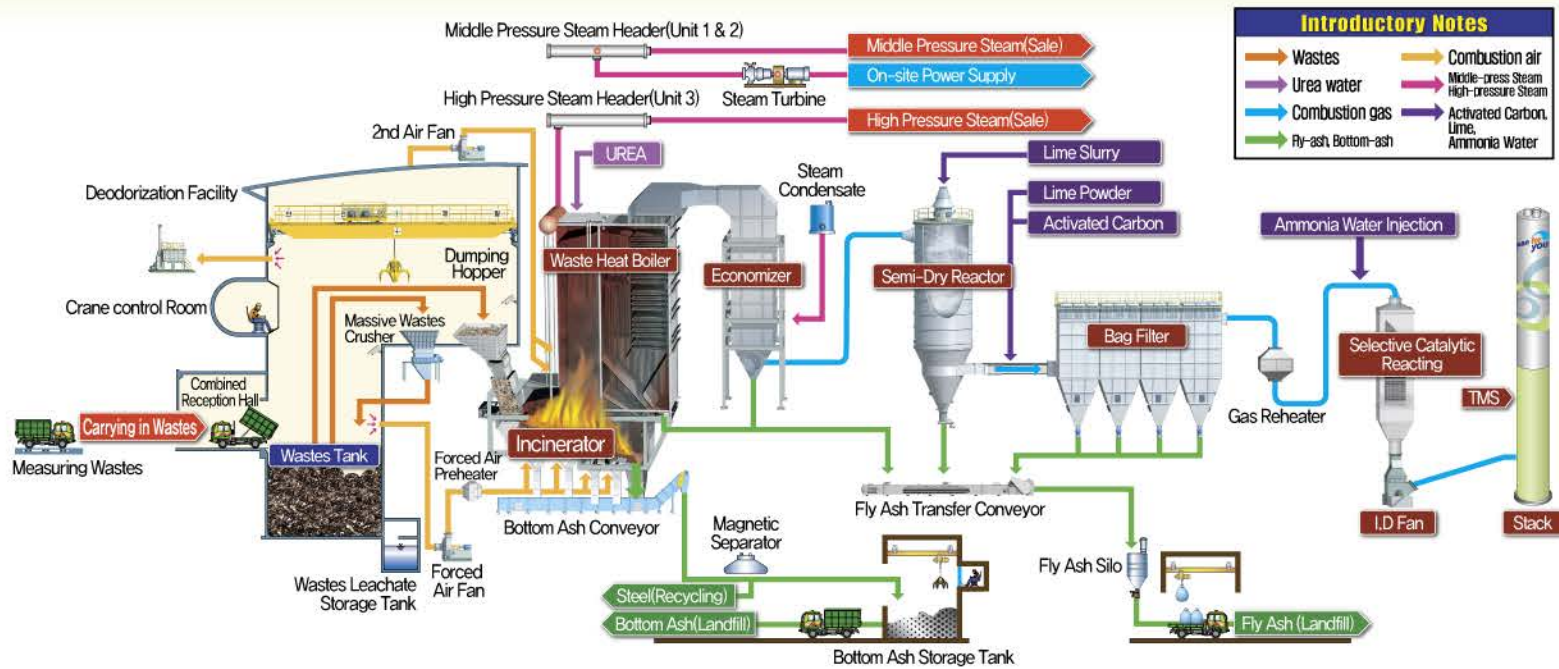 Introductory Notes
Wastes
Combustion air
Urea water
Middle-press Steam
High-pressure Steam
Combustion gas
Activated Carbon,
Lime,
Ammonia Water
Fly-ash, Bottom-ash
Middle Pressure Steam Header(Unit 1 & 2)
Middle Pressure Steam(Sale)
On-site Power Supply
Steam Turbine
High Pressure Steam Header(Unit 3)
High Pressure Steam(Sale)
2nd Air Fan
UREA
Steam
Condensate
Lime Slurry
Lime Powder
Activated Carbon
Deodorization Facility
Ammonia Water Injection
Dumping
Hopper
Waste Heat Boiler
Economizer
Semi-Dry Reactor
Crane control Room
Massive Wastes
Crusher
Bag Filter
Selective Catalytic
Reacting
Combined
Reception Hall
Gas Reheater
TMS
Carrying in Wastes
Measuring Wastes
Wastes Tank
Incinerator
Forced Air
Preheater
Bottom Ash Conveyor
Fly Ash Transfer Conveyor
I.D Fan
Stack
Magnetic
Separator
Wastes Leachate
Storage Tank
Forced
Air Fan
Fly Ash Silo
Steel(Recycling)
Bottom Ash(Landfill)
Fly Ash (Landfill)
Bottom Ash Storage Tank
you